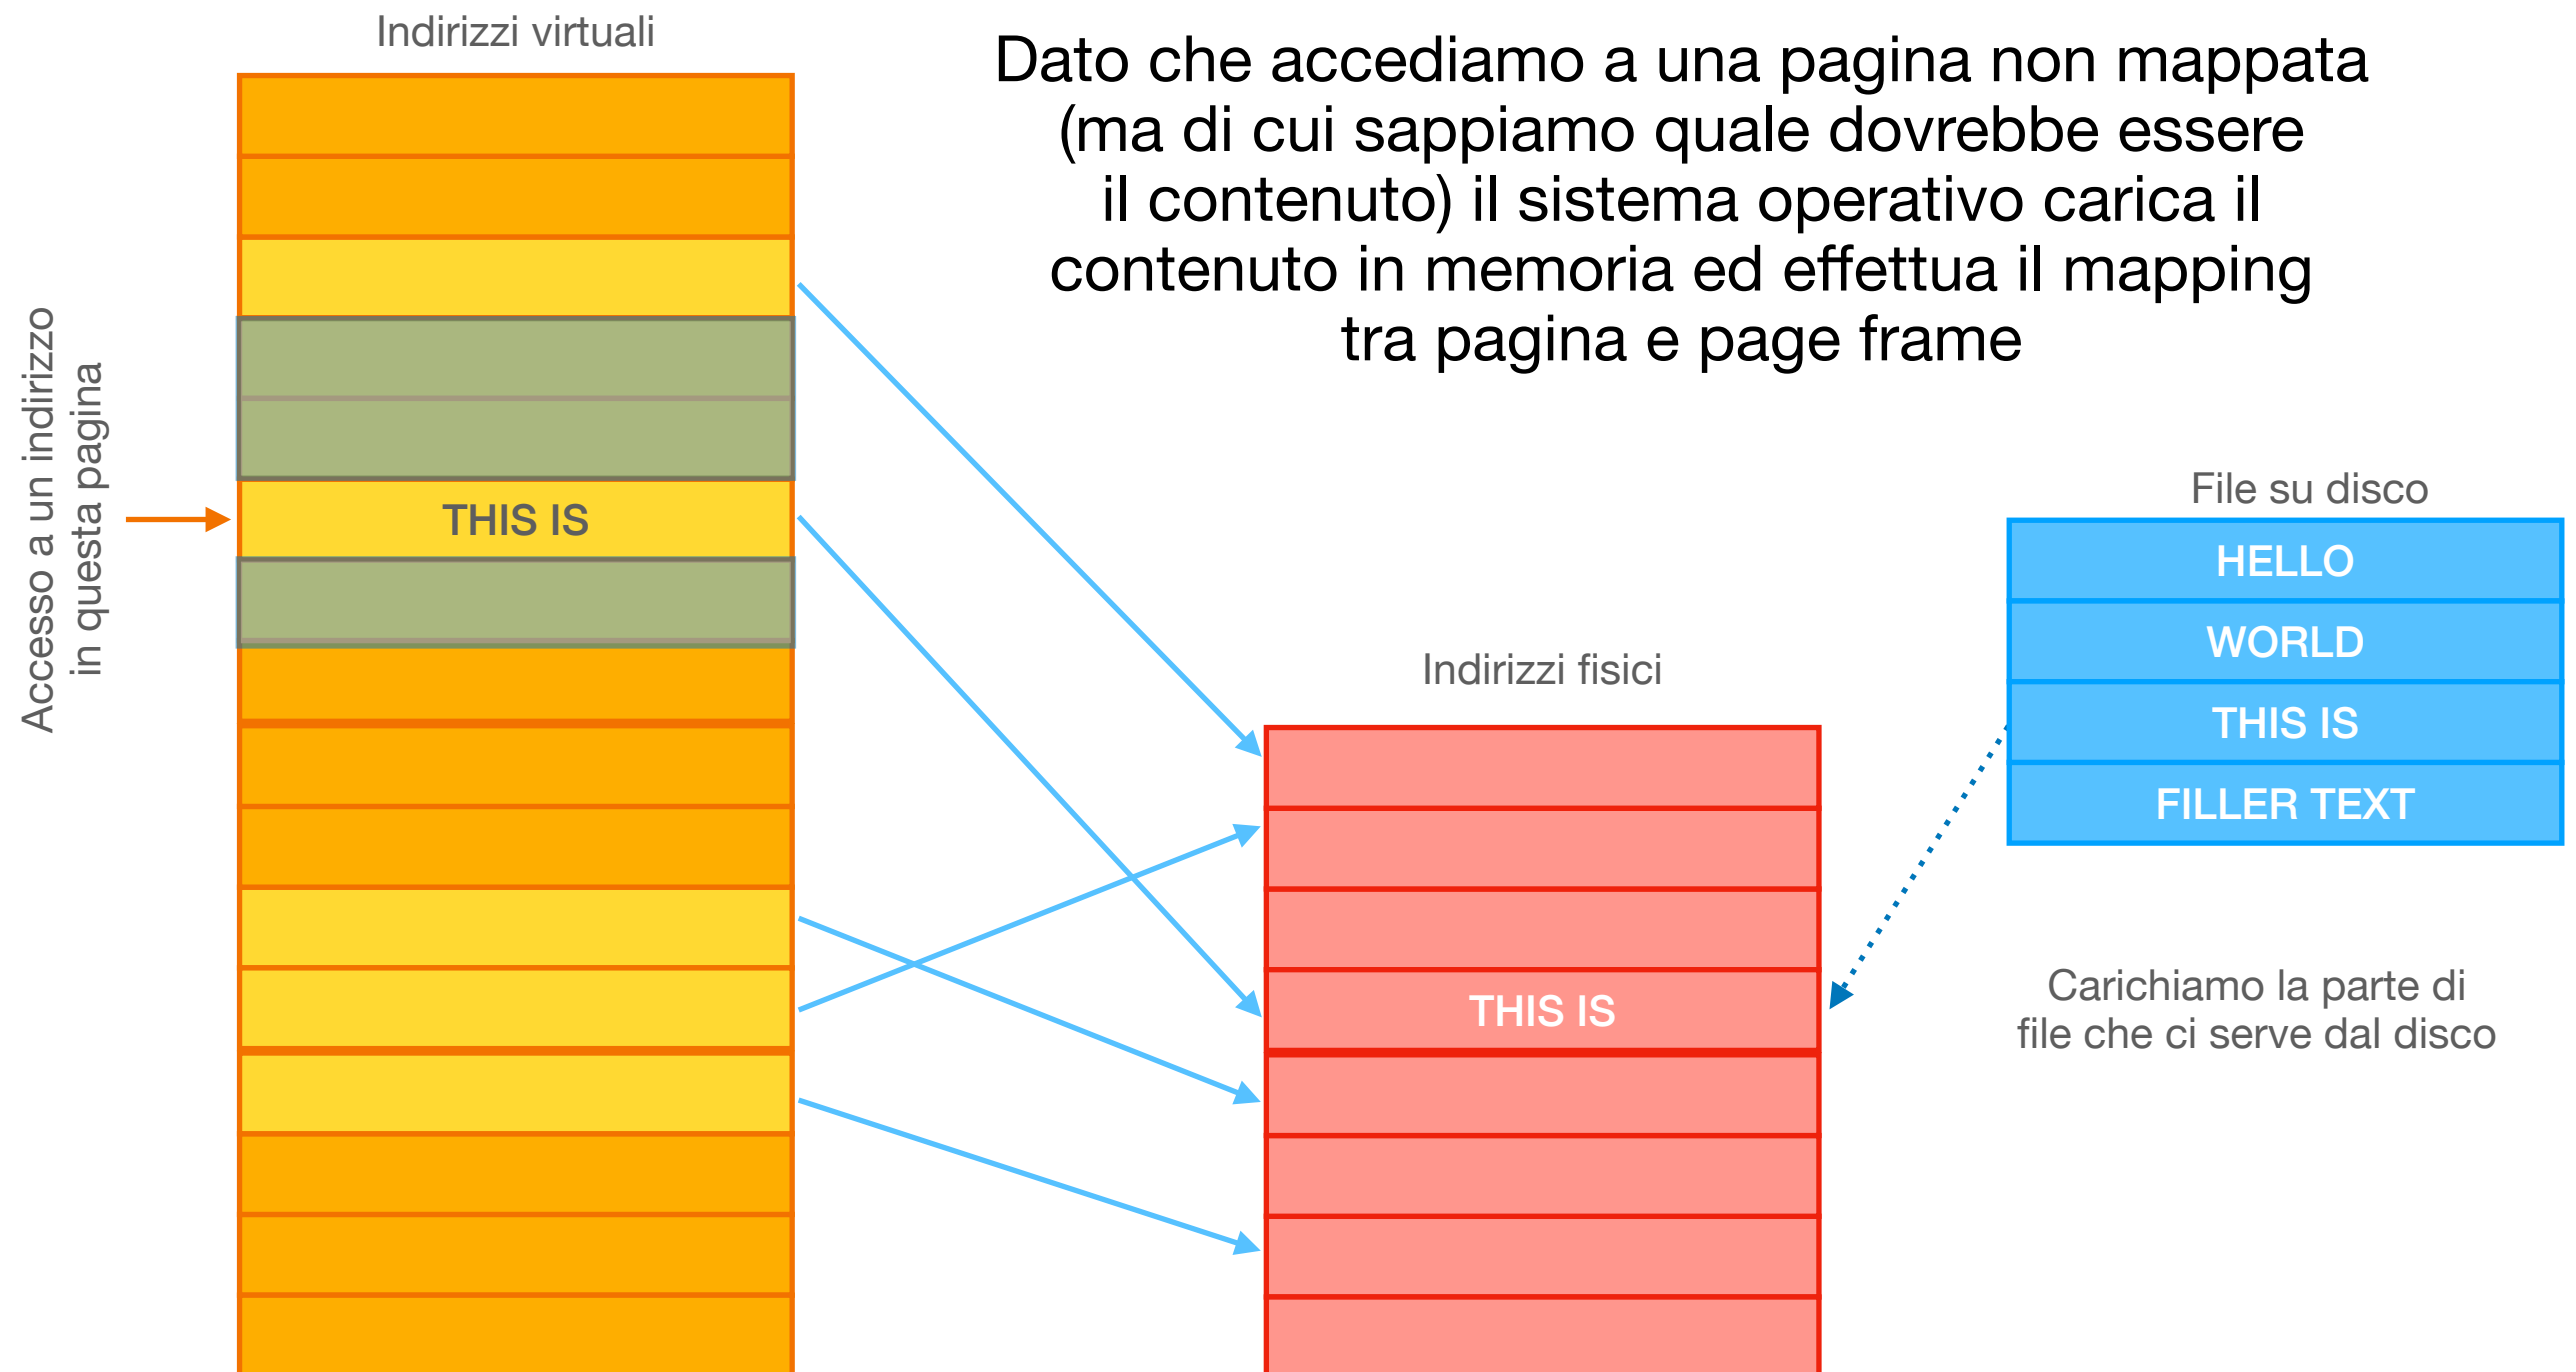 Indirizzi virtuali
Dato che accediamo a una pagina non mappata
(ma di cui sappiamo quale dovrebbe essere
il contenuto) il sistema operativo carica il
contenuto in memoria ed effettua il mapping
tra pagina e page frame
Accesso a un indirizzo
in questa pagina
THIS IS
File su disco
HELLO
WORLD
THIS IS
FILLER TEXT
Indirizzi fisici
THIS IS
Carichiamo la parte di
file che ci serve dal disco